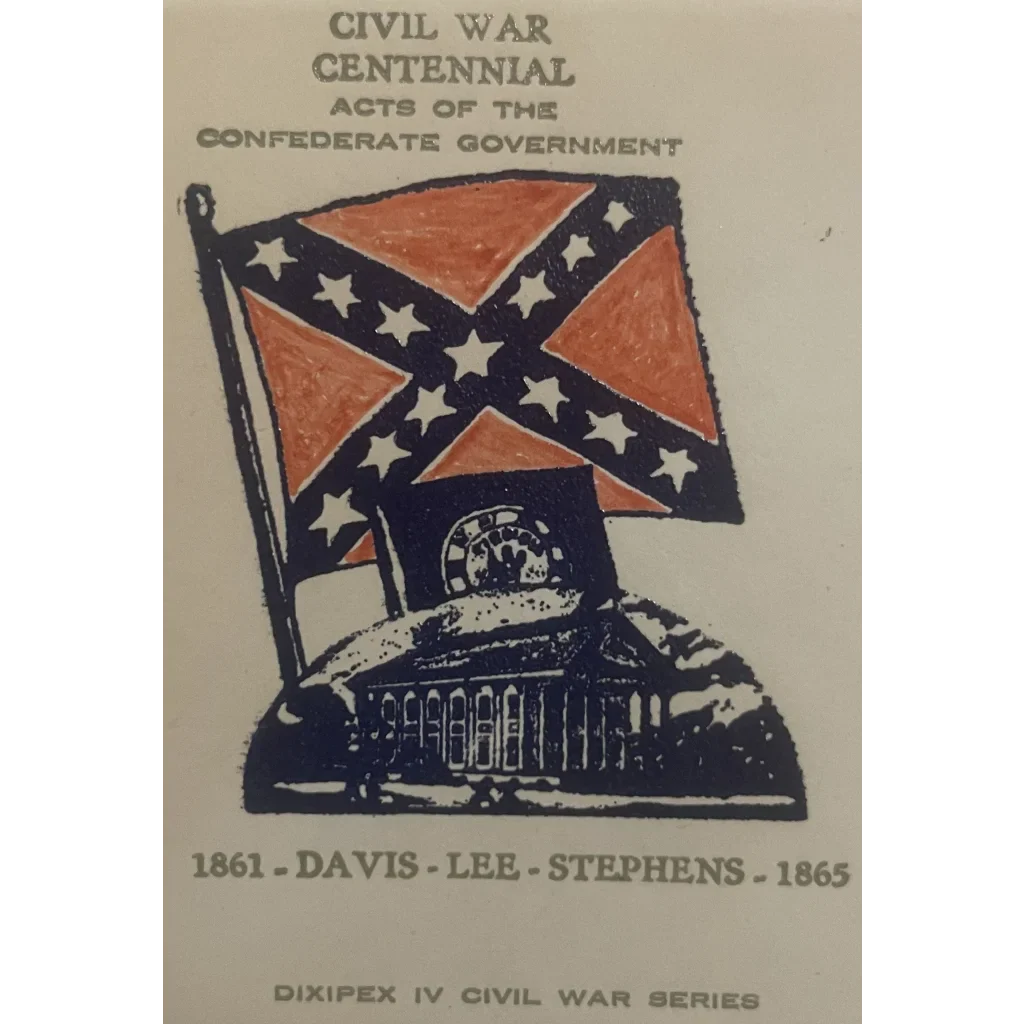 CIVIL WAR
CENTENNIAL
ACTS OF THE
CONFEDERATE GOVERNMENT
1861 - DAVIS - LEE - STEPHENS - 1865
DIXIPEX IV CIVIL WAR SERIES